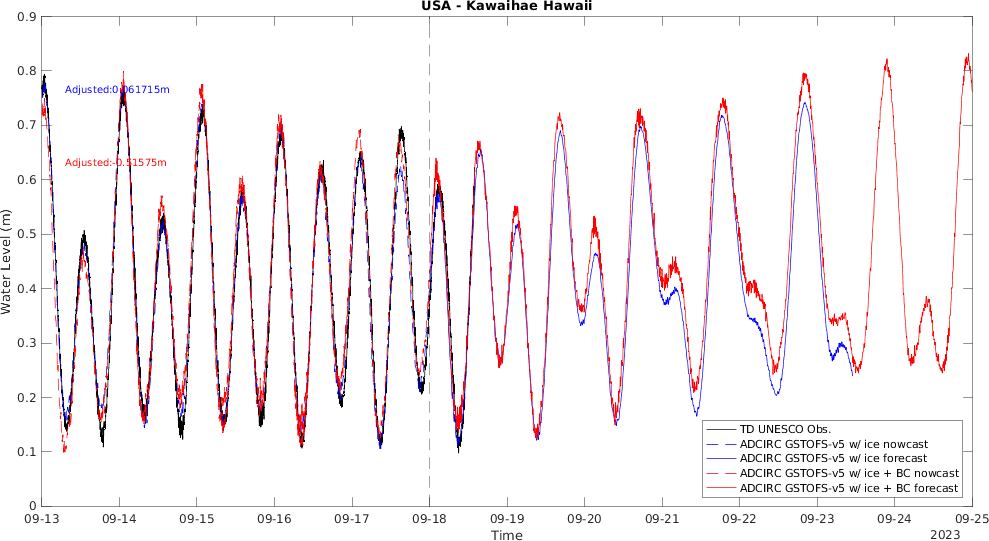 USA - Kawaihae Hawaii
0.9
0.8
0.7
0.6
0.5
0.4
0.3
0.2
0.1
0
Water Level (m)
Adjusted:0.061715m
Adjusted:-0.51575m
TD UNESCO Obs.
ADCIRC GSTOFS-v5 w/ ice nowcast
ADCIRC GSTOFS-v5 w/ ice forecast
ADCIRC GSTOFS-v5 w/ ice + BC nowcast
ADCIRC GSTOFS-v5 w/ ice + BC forecast
09-13 09-14 09-15 09-16 09-17 09-18 09-19 09-20 09-21 09-22 09-23 09-24 09-25
Time
2023